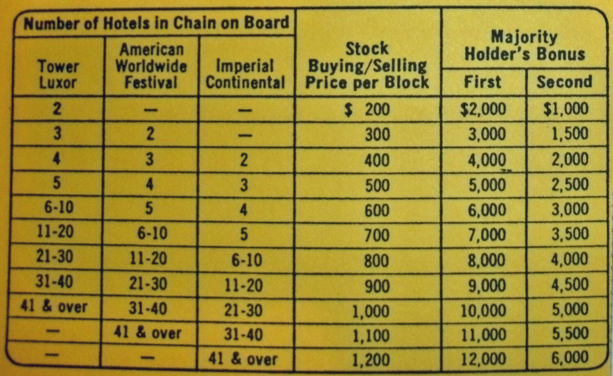 Number of Hotels in Chain on Board
Tower Luxor | American Worldwide Festival | Imperial Continental | Stock Buying/Selling Price per Block | Majority Holder's Bonus
First | Second
2 | — | — | $ 200 | $2,000 | $1,000
3 | 2 | — | 300 | 3,000 | 1,500
4 | 3 | 2 | 400 | 4,000 | 2,000
5 | 4 | 3 | 500 | 5,000 | 2,500
6-10 | 5 | 4 | 600 | 6,000 | 3,000
11-20 | 6-10 | 5 | 700 | 7,000 | 3,500
21-30 | 11-20 | 6-10 | 800 | 8,000 | 4,000
31-40 | 21-30 | 11-20 | 900 | 9,000 | 4,500
41 & over | 31-40 | 21-30 | 1,000 | 10,000 | 5,000
— | 41 & over | 31-40 | 1,100 | 11,000 | 5,500
— | — | 41 & over | 1,200 | 12,000 | 6,000